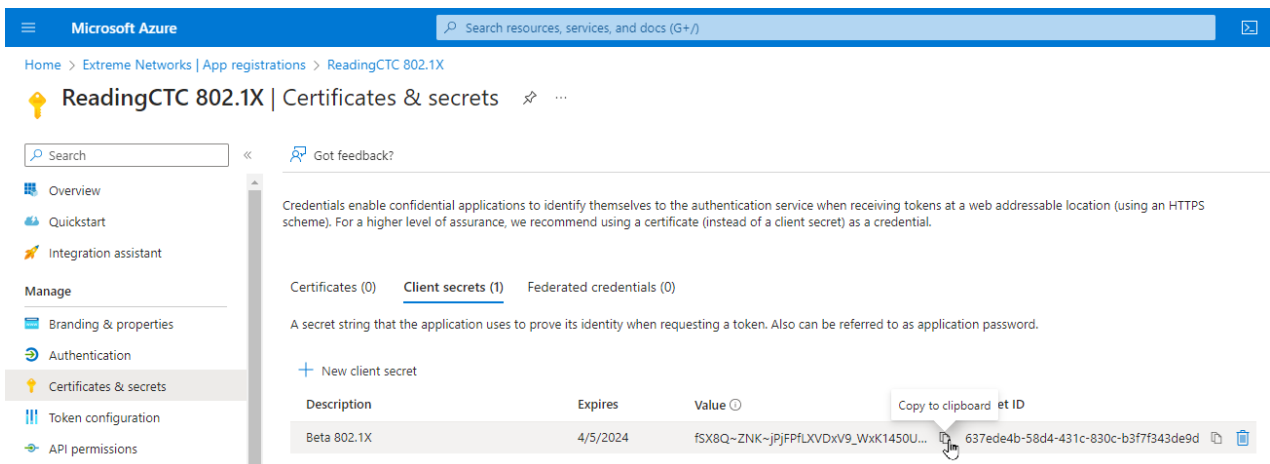 Microsoft Azure
Search resources, services, and docs (G+/)
Home > Extreme Networks | App registrations > ReadingCTC 802.1X
ReadingCTC 802.1X | Certificates & secrets
Search
Got feedback?
Overview
Quickstart
Integration assistant
Manage
Branding & properties
Authentication
Certificates & secrets
Token configuration
API permissions
Credentials enable confidential applications to identify themselves to the authentication service when receiving tokens at a web addressable location (using an HTTPS
scheme). For a higher level of assurance, we recommend using a certificate (instead of a client secret) as a credential.
Certificates (0) Client secrets (1) Federated credentials (0)
A secret string that the application uses to prove its identity when requesting a token. Also can be referred to as application password.
New client secret
Description Expires Value Copy to clipboard et ID
Beta 802.1X 4/5/2024 fSX8Q~ZNK~jPjFPfLXVDxV9_WxK1450U... 637ede4b-58d4-431c-830c-b3f7f343de9d